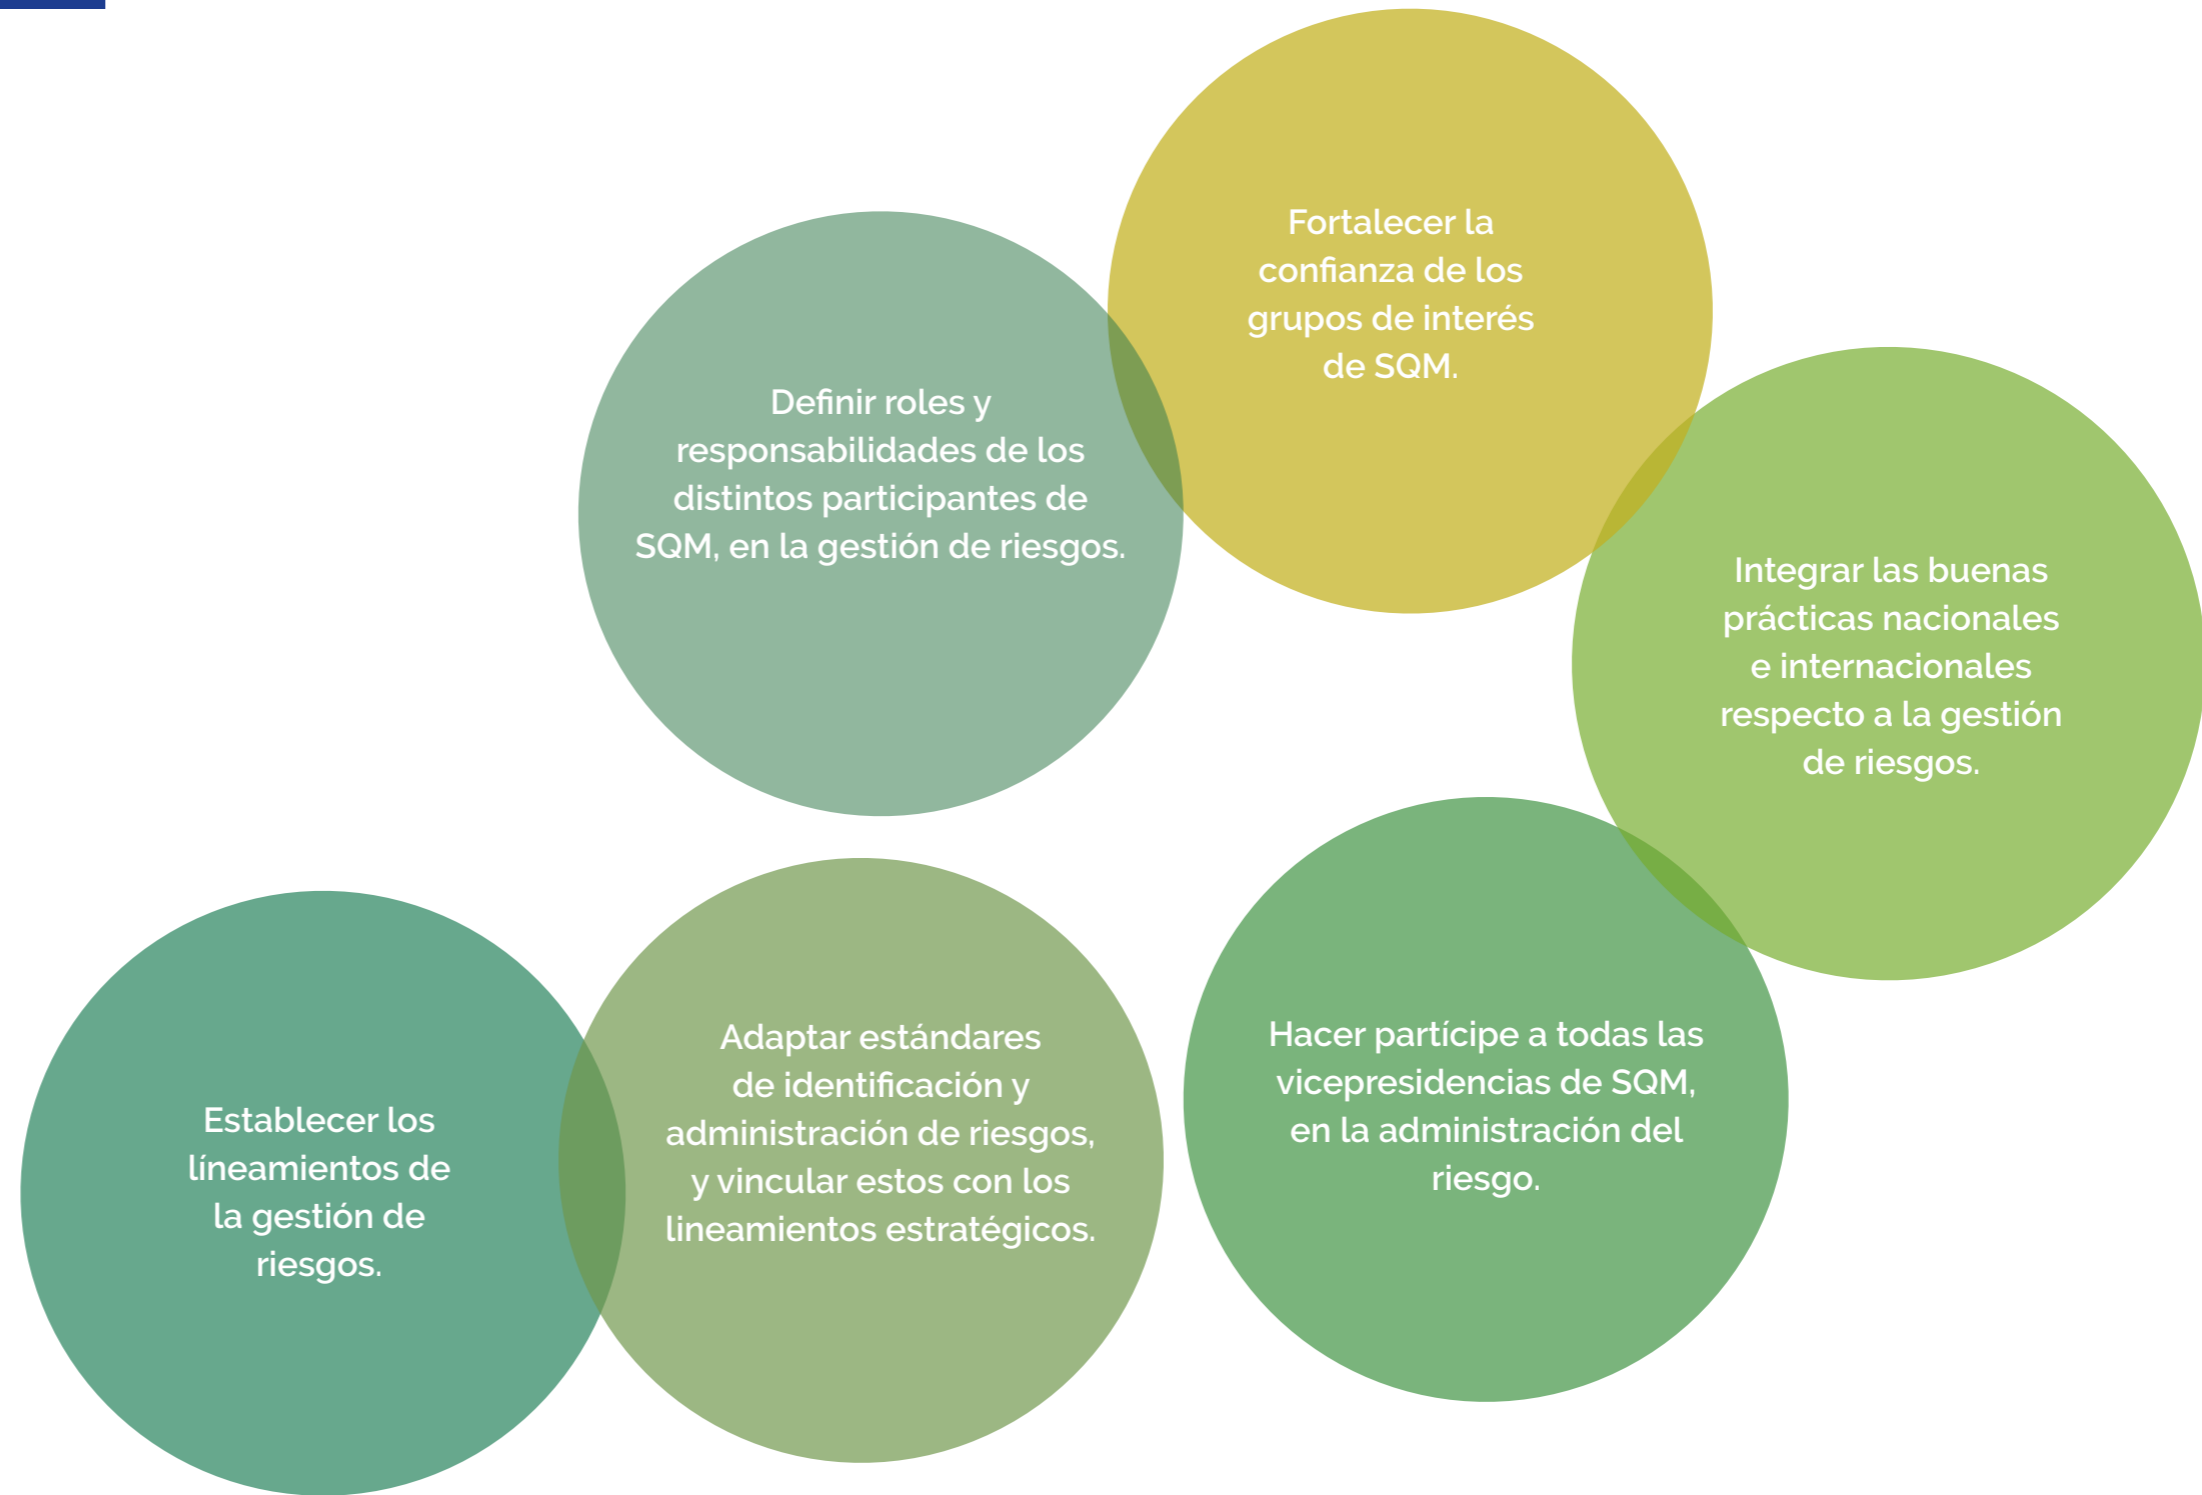 Fortalecer la
confianza de los
grupos de interés
de SQM.
Definir roles y
responsabilidades de los
distintos participantes de
SQM, en la gestión de riesgos.
Integrar las buenas
prácticas nacionales
e internacionales
respecto a la gestión
de riesgos.
Establecer los
líneamientos de
la gestión de
riesgos.
Adaptar estándares
de identificación y
administración de riesgos,
y vincular estos con los
lineamientos estratégicos.
Hacer partícipe a todas las
vicepresidencias de SQM,
en la administración del
riesgo.